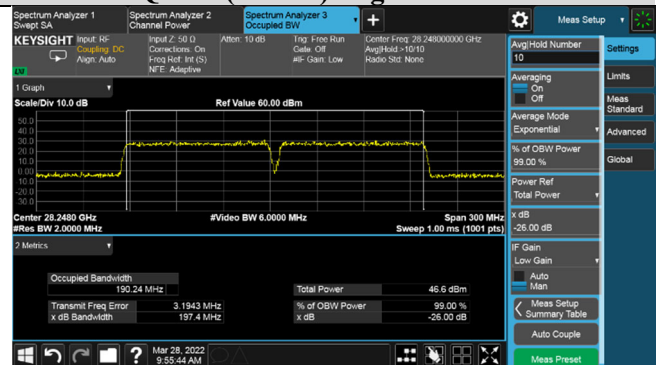 Spectrum Analyzer 1
Swept SA
Spectrum Analyzer 2
Channel Power
Spectrum Analyzer 3
Occupied BW
Meas Setup
KEYSIGHT
Input: RF
Coupling: DC
Align: Auto
Input Z: 50 Ω
Corrections: On
Freq Ref: Int (S)
NFE: Adaptive
Atten: 10 dB
Trig: Free Run
Gate: Off
#IF Gain: Low
Center Freq: 28.248000000 GHz
Avg|Hold:>10/10
Radio Std: None
LU
1 Graph
Scale/Div 10.0 dB
Ref Value 60.00 dBm
50.0
40.0
30.0
20.0
10.0
0.0
-10.0
-20.0
-30.0
Center 28.2480 GHz
#Res BW 2.0000 MHz
#Video BW 6.0000 MHz
Span 300 MHz
Sweep 1.00 ms (1001 pts)
2 Metrics
Occupied Bandwidth
190.24 MHz
Total Power 46.6 dBm
Transmit Freq Error 3.1943 MHz
% of OBW Power 99.00 %
x dB Bandwidth 197.4 MHz
x dB -26.00 dB
Mar 28, 2022
9:55:44 AM
Avg|Hold Number
10
Averaging
On
Off
Average Mode
Exponential
% of OBW Power
99.00 %
Power Ref
Total Power
x dB
-26.00 dB
IF Gain
Low Gain
Auto
Man
Meas Setup
Summary Table
Auto Couple
Meas Preset
Settings
Limits
Meas
Standard
Advanced
Global